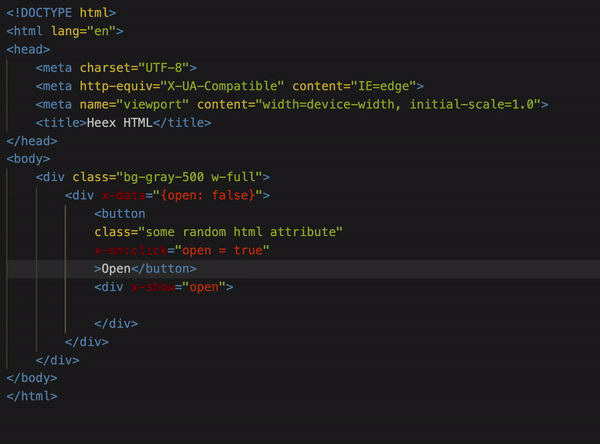 <!DOCTYPE html>
<html lang="en">
<head>
    <meta charset="UTF-8">
    <meta http-equiv="X-UA-Compatible" content="IE=edge">
    <meta name="viewport" content="width=device-width, initial-scale=1.0">
    <title>Heex HTML</title>
</head>
<body>
    <div class="bg-gray-500 w-full">
        <div x-data="{open: false}">
            <button
            class="some random html attribute"
            x-on:click="open = true"
            >Open</button>
            <div x-show="open">
            </div>
        </div>
    </div>
</body>
</html>